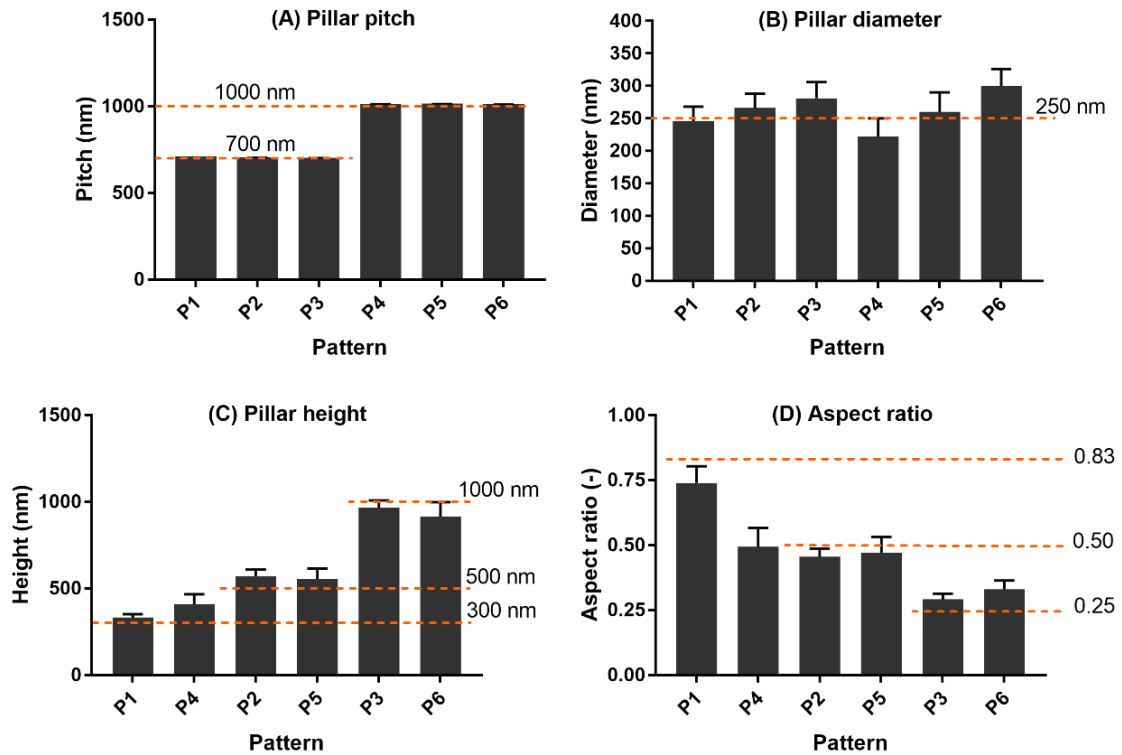 (A) Pillar pitch
1500
1000
500
0
Pitch (nm)
1000 nm
700 nm
P1 P2 P3 P4 P5 P6
Pattern
(B) Pillar diameter
400
350
300
250
200
150
100
50
0
Diameter (nm)
250 nm
P1 P2 P3 P4 P5 P6
Pattern
(C) Pillar height
1500
1000
500
0
Height (nm)
1000 nm
500 nm
300 nm
P1 P4 P2 P5 P3 P6
Pattern
(D) Aspect ratio
1.00
0.75
0.50
0.25
0.00
Aspect ratio (-)
0.83
0.50
0.25
P1 P4 P2 P5 P3 P6
Pattern